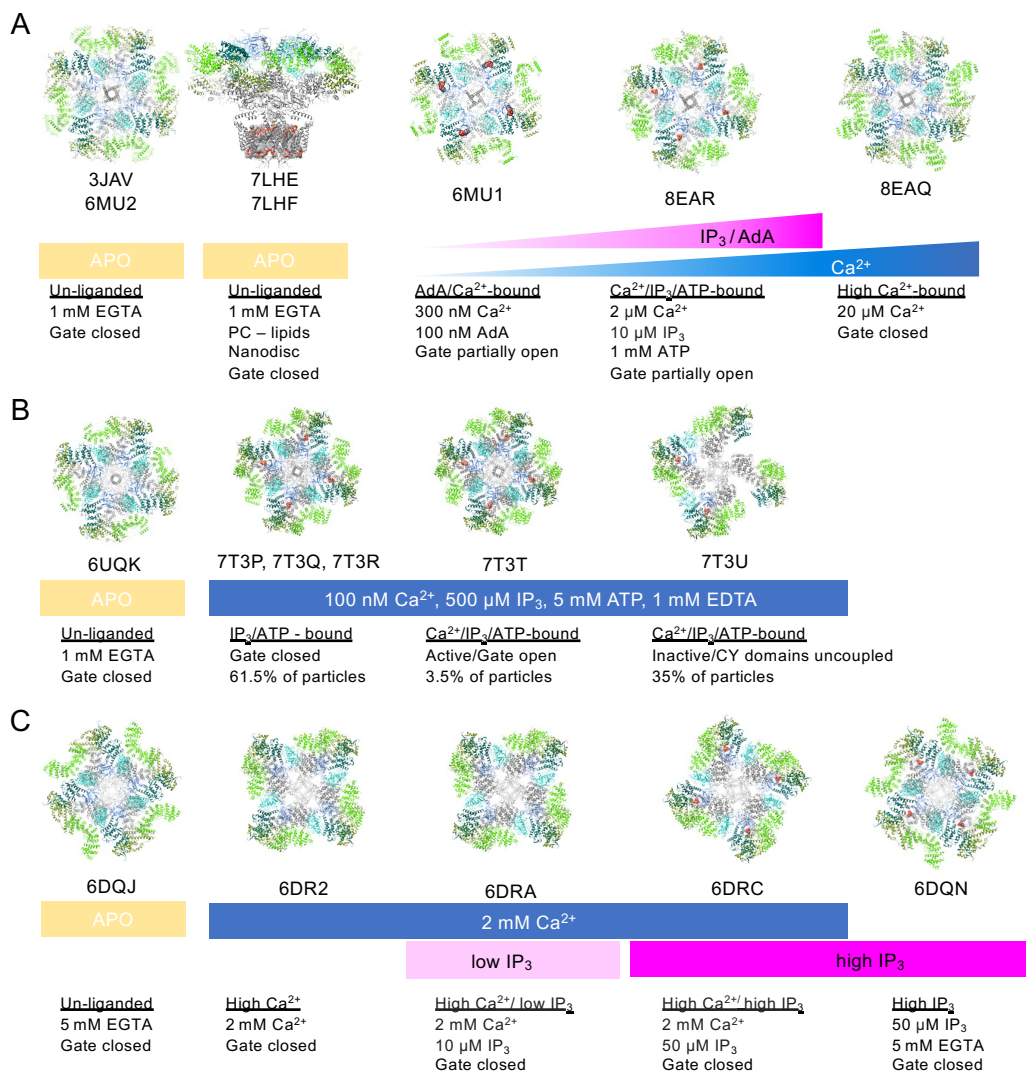 A
3JAV
6MU2
7LHE
7LHF
6MU1
8EAR
8EAQ
IP₃ / AdA
Ca²⁺
APO
APO
Un-liganded
1 mM EGTA
Gate closed
Un-liganded
1 mM EGTA
PC – lipids
Nanodisc
Gate closed
AdA/Ca²⁺-bound
300 nM Ca²⁺
100 nM AdA
Gate partially open
Ca²⁺/IP₃/ATP-bound
2 µM Ca²⁺
10 µM IP₃
1 mM ATP
Gate partially open
High Ca²⁺-bound
20 µM Ca²⁺
Gate closed
B
6UQK
7T3P, 7T3Q, 7T3R
7T3T
7T3U
APO
100 nM Ca²⁺, 500 µM IP₃, 5 mM ATP, 1 mM EDTA
Un-liganded
1 mM EGTA
Gate closed
IP₃/ATP - bound
Gate closed
61.5% of particles
Ca²⁺/IP₃/ATP-bound
Active/Gate open
3.5% of particles
Ca²⁺/IP₃/ATP-bound
Inactive/CY domains uncoupled
35% of particles
C
6DQJ
6DR2
6DRA
6DRC
6DQN
APO
2 mM Ca²⁺
low IP₃
high IP₃
Un-liganded
5 mM EGTA
Gate closed
High Ca²⁺
2 mM Ca²⁺
Gate closed
High Ca²⁺/ low IP₃
2 mM Ca²⁺
10 µM IP₃
Gate closed
High Ca²⁺/ high IP₃
2 mM Ca²⁺
50 µM IP₃
Gate closed
High IP₃
50 µM IP₃
5 mM EGTA
Gate closed